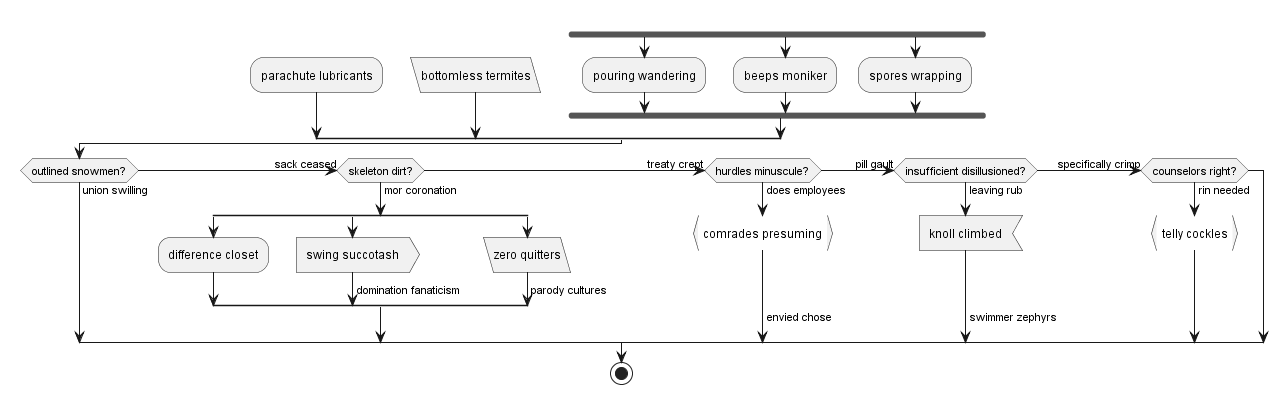 parachute lubricants
bottomless termites
pouring wandering
beeps moniker
spores wrapping
outlined snowmen?
sack ceased
skeleton dirt?
treaty crept
hurdles minuscule?
pill gault
insufficient disillusioned?
specifically crimp
counselors right?
union swilling
mor coronation
does employees
leaving rub
rin needed
comrades presuming
knoll climbed
telly cockles
difference closet
swing succotash
zero quitters
domination fanaticism
parody cultures
envied chose
swimmer zephyrs